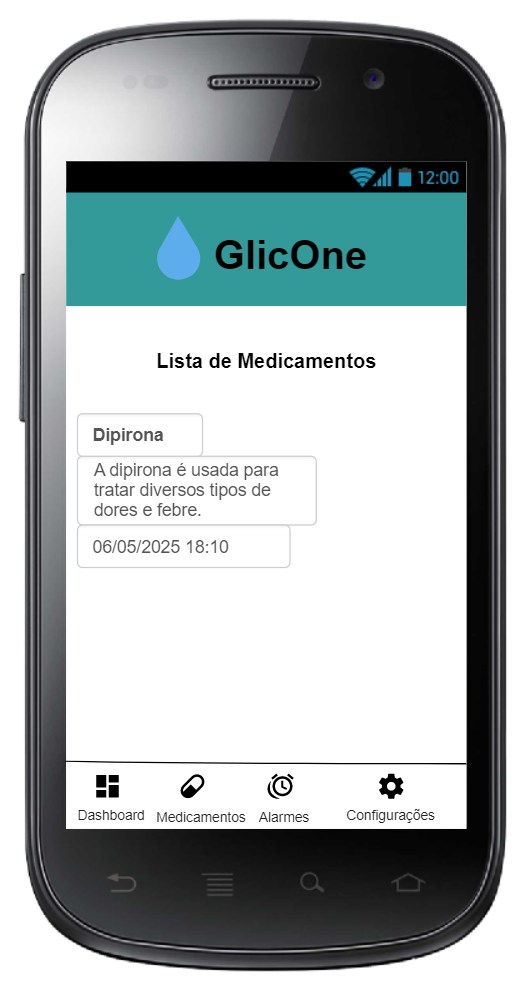 12:00
GlicOne
Lista de Medicamentos
Dipirona
A dipirona é usada para
tratar diversos tipos de
dores e febre.
06/05/2025 18:10
Dashboard
Medicamentos
Alarmes
Configurações